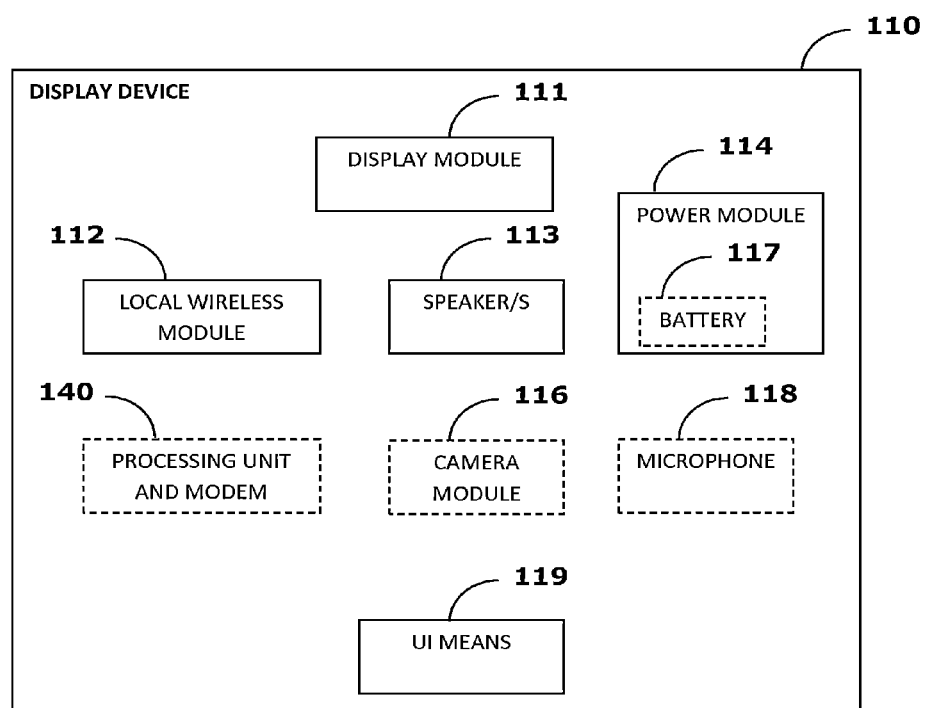 110
DISPLAY DEVICE
111
DISPLAY MODULE
114
POWER MODULE
112
LOCAL WIRELESS
MODULE
113
SPEAKER/S
117
BATTERY
140
PROCESSING UNIT
AND MODEM
116
CAMERA
MODULE
118
MICROPHONE
119
UI MEANS